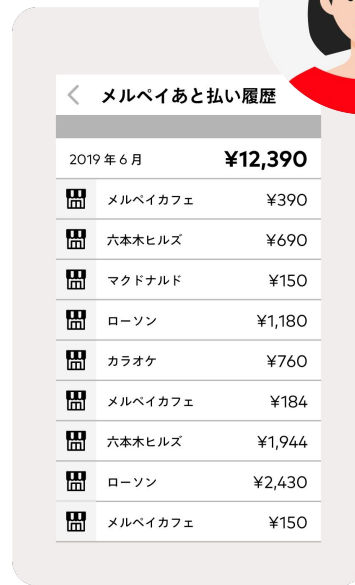 メルペイあと払い履歴
2019年6月 ¥12,390
メルペイカフェ ¥390
六本木ヒルズ ¥690
マクドナルド ¥150
ローソン ¥1,180
カラオケ ¥760
メルペイカフェ ¥184
六本木ヒルズ ¥1,944
ローソン ¥2,430
メルペイカフェ ¥150